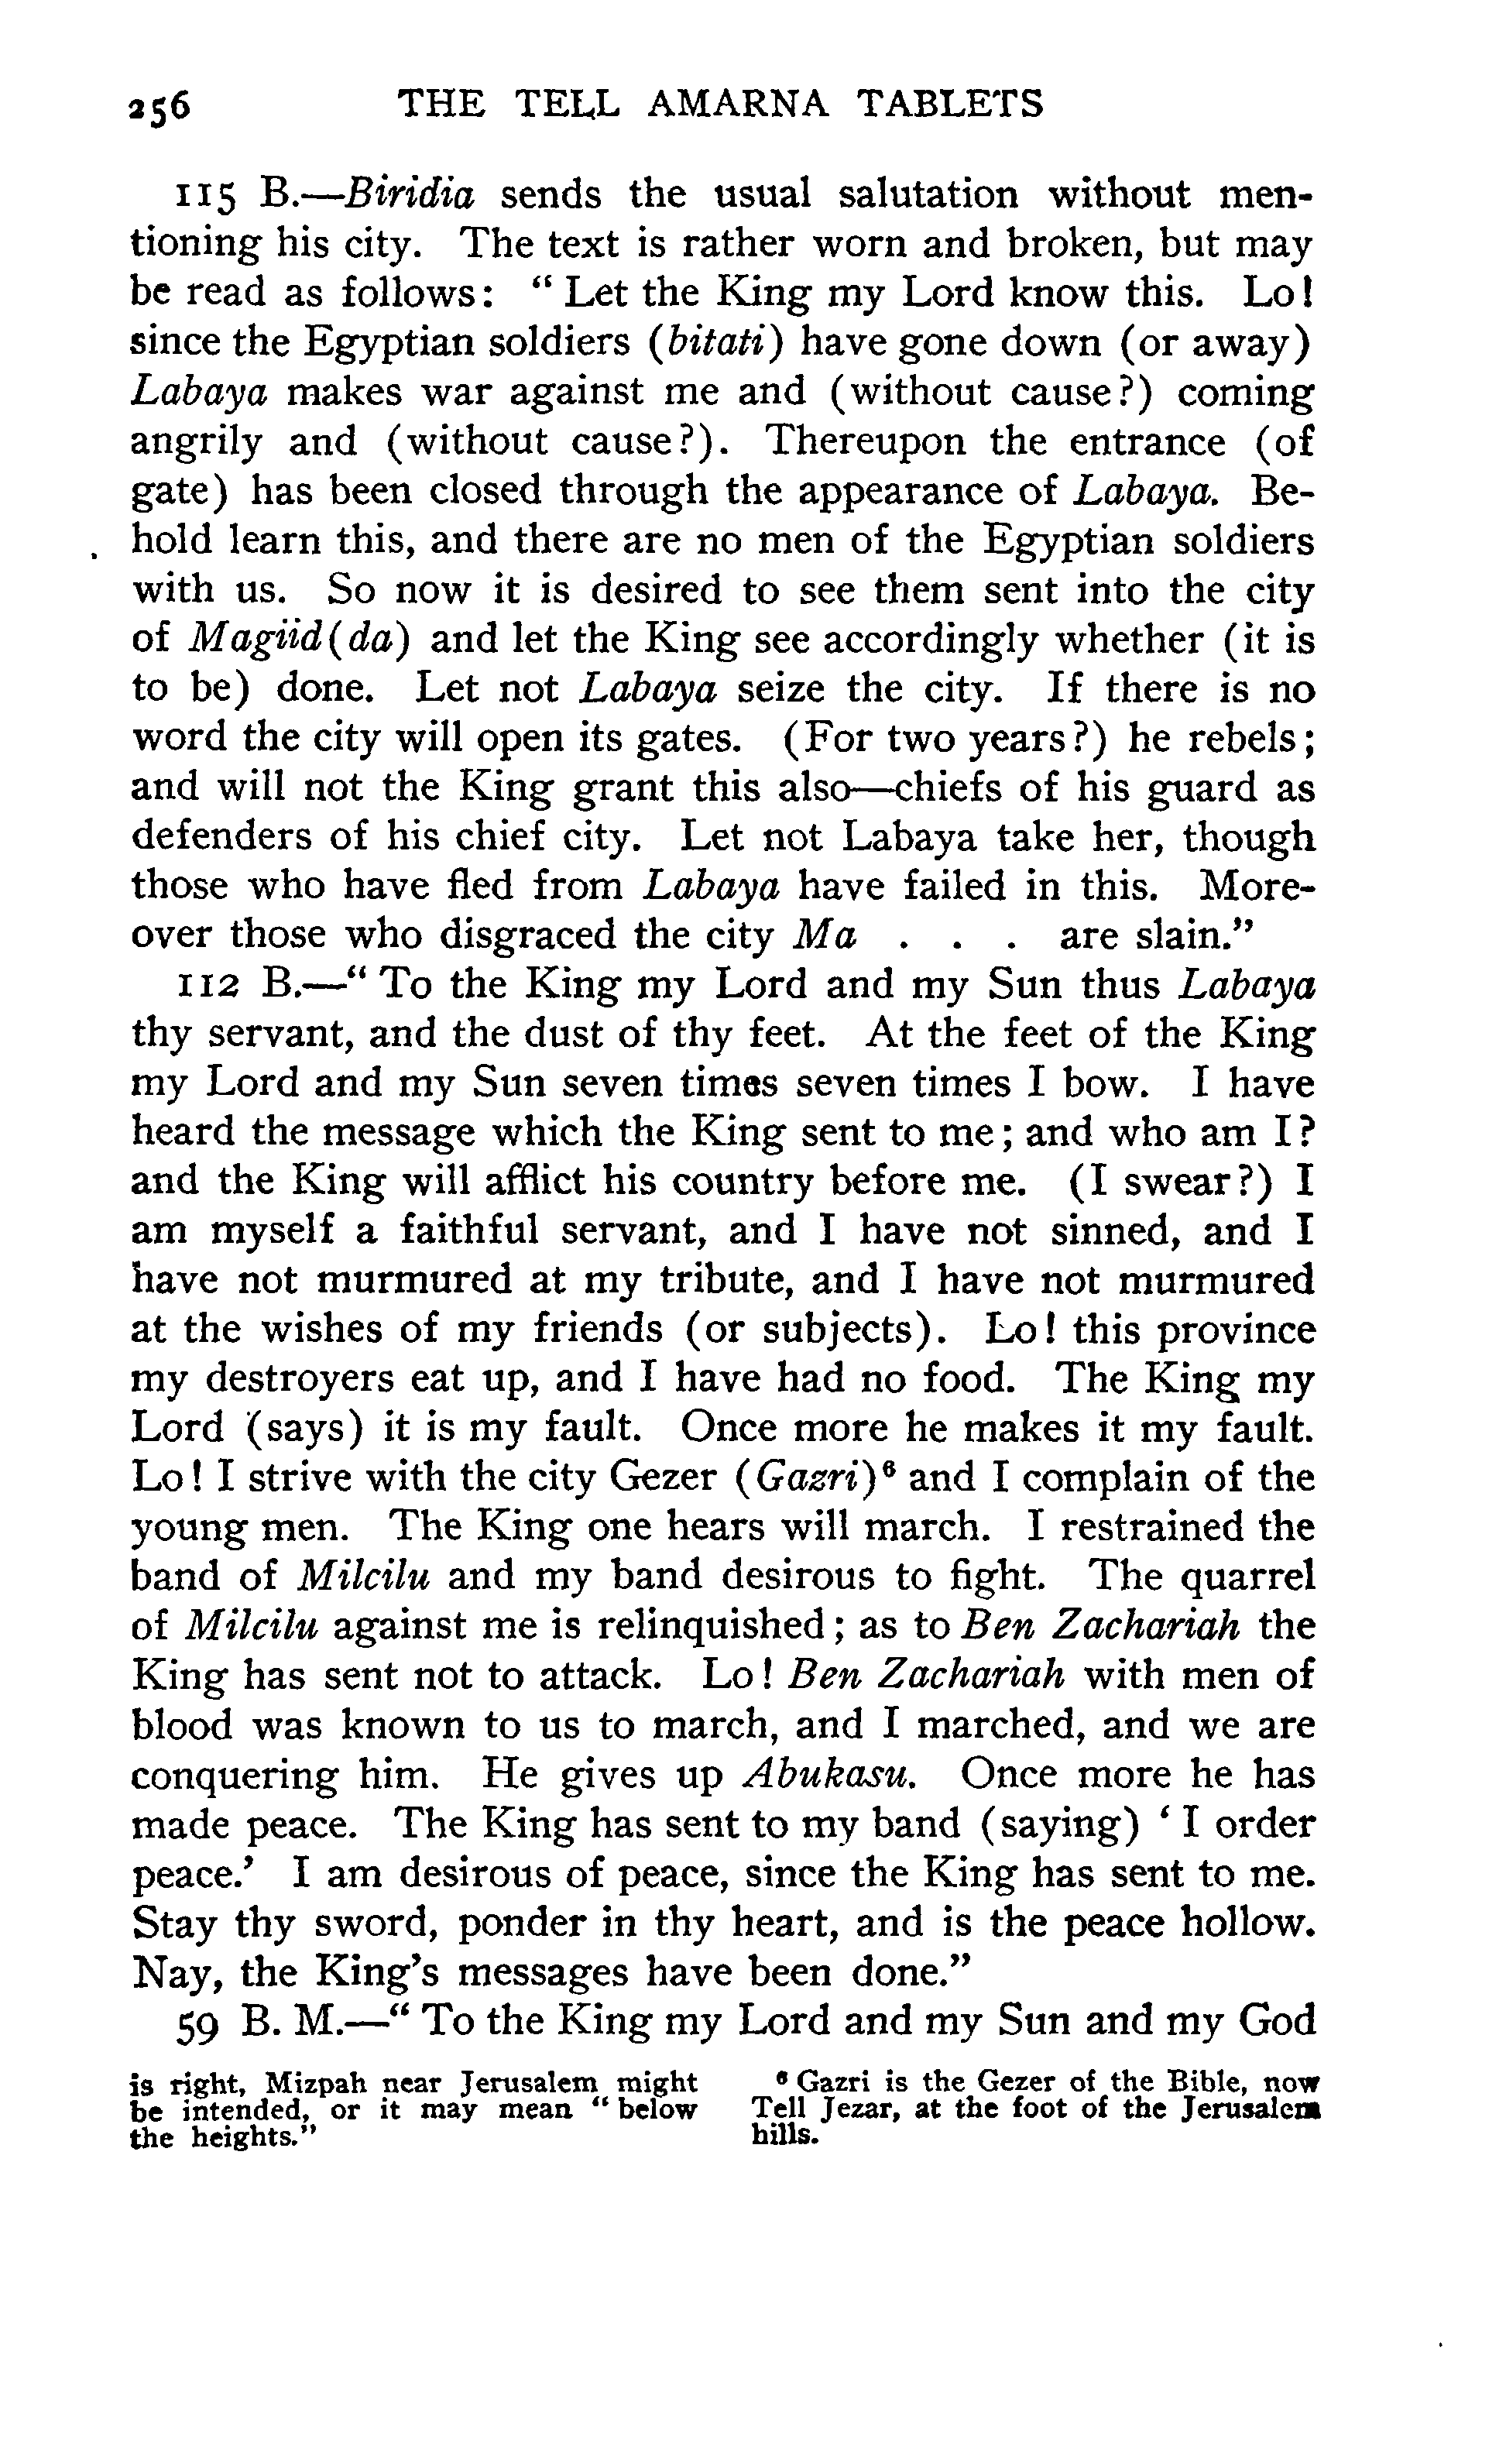 256 THE TELL AMARNA TABLETS
115 B.—Biridia sends the usual salutation without men-
tioning his city. The text is rather worn and broken, but may
be read as follows: “Let the King my Lord know this. Lo!
since the Egyptian soldiers (bitati) have gone down (or away)
Labaya makes war against me and (without cause?) coming
angrily and (without cause?). Thereupon the entrance (of
gate) has been closed through the appearance of Labaya. Be-
hold learn this, and there are no men of the Egyptian soldiers
with us. So now it is desired to see them sent into the city
of Magiid(da) and let the King see accordingly whether (it is
to be) done. Let not Labaya seize the city. If there is no
word the city will open its gates. (For two years?) he rebels;
and will not the King grant this also—chiefs of his guard as
defenders of his chief city. Let not Labaya take her, though
those who have fled from Labaya have failed in this. More-
over those who disgraced the city Ma . . . are slain.”
112 B.—“To the King my Lord and my Sun thus Labaya
thy servant, and the dust of thy feet. At the feet of the King
my Lord and my Sun seven times seven times I bow. I have
heard the message which the King sent to me; and who am I?
and the King will afflict his country before me. (I swear?) I
am myself a faithful servant, and I have not sinned, and I
have not murmured at my tribute, and I have not murmured
at the wishes of my friends (or subjects). Lo! this province
my destroyers eat up, and I have had no food. The King my
Lord (says) it is my fault. Once more he makes it my fault.
Lo! I strive with the city Gezer (Gazri)⁶ and I complain of the
young men. The King one hears will march. I restrained the
band of Milcilu and my band desirous to fight. The quarrel
of Milcilu against me is relinquished; as to Ben Zachariah the
King has sent not to attack. Lo! Ben Zachariah with men of
blood was known to us to march, and I marched, and we are
conquering him. He gives up Abukasu. Once more he has
made peace. The King has sent to my band (saying) ‘I order
peace.’ I am desirous of peace, since the King has sent to me.
Stay thy sword, ponder in thy heart, and is the peace hollow.
Nay, the King’s messages have been done.”
59 B. M.—“To the King my Lord and my Sun and my God
is right, Mizpah near Jerusalem might
be intended, or it may mean “below
the heights.”
⁶ Gazri is the Gezer of the Bible, now
Tell Jezar, at the foot of the Jerusalem
hills.